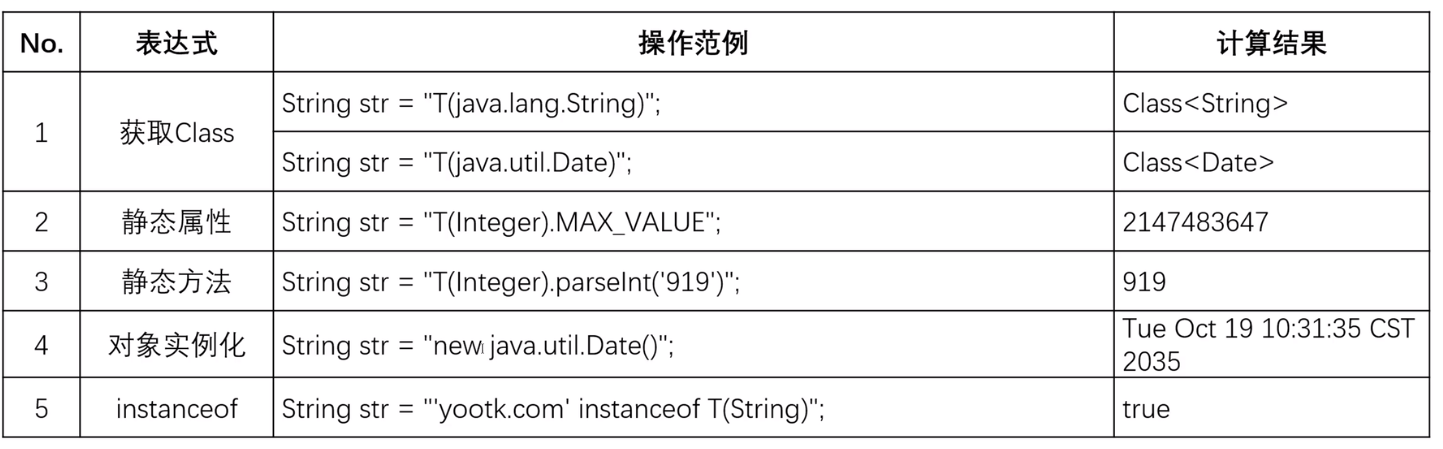 No. 表达式 操作范例 计算结果
1 获取Class String str = "T(java.lang.String)"; Class<String>
String str = "T(java.util.Date)"; Class<Date>
2 静态属性 String str = "T(Integer).MAX_VALUE"; 2147483647
3 静态方法 String str = "T(Integer).parseInt('919')"; 919
4 对象实例化 String str = "new java.util.Date()"; Tue Oct 19 10:31:35 CST
2035
5 instanceof String str = "'yootk.com' instanceof T(String)"; true